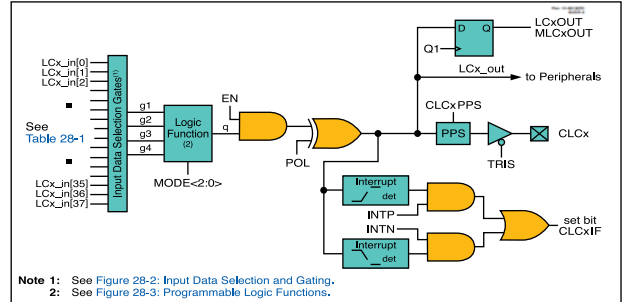 LCx_in[0]
LCx_in[1]
LCx_in[2]
See
Table 28-1
LCx_in[35]
LCx_in[36]
LCx_in[37]
Input Data Selection Gates(1)
g1
g2
g3
g4
Logic
Function
(2)
MODE<2:0>
q
EN
POL
D Q
Q1
LCxOUT
MLCxOUT
LCx_out
to Peripherals
CLCxPPS
PPS
TRIS
CLCx
Interrupt
det
INTP
INTN
Interrupt
det
set bit
CLCxIF
Note 1: See Figure 28-2: Input Data Selection and Gating.
2: See Figure 28-3: Programmable Logic Functions.